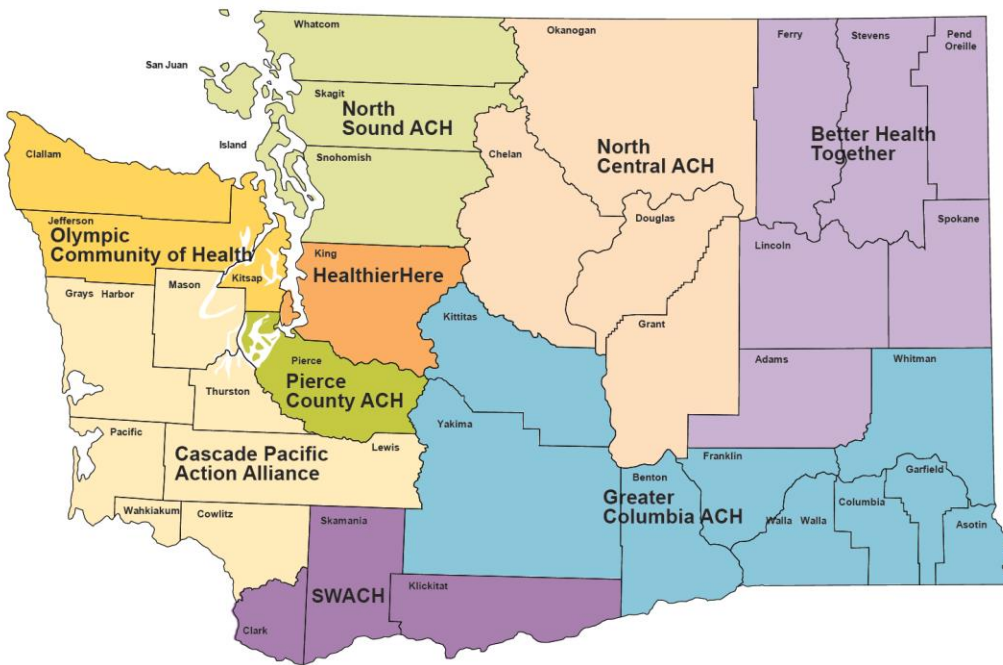 Whatcom
Okanogan
Ferry
Stevens
Pend
Oreille
San Juan
Skagit
North
Sound ACH
Island
Snohomish
Chelan
North
Central ACH
Better Health
Together
Clallam
Jefferson
Olympic
Community of Health
Kitsap
Douglas
Spokane
Lincoln
King
HealthierHere
Mason
Grays Harbor
Kittitas
Grant
Pierce
Pierce
County ACH
Adams
Whitman
Thurston
Pacific
Lewis
Yakima
Cascade Pacific
Action Alliance
Benton
Franklin
Garfield
Greater
Columbia ACH
Columbia
Walla Walla
Asotin
Wahkiakum
Cowlitz
Skamania
SWACH
Klickitat
Clark